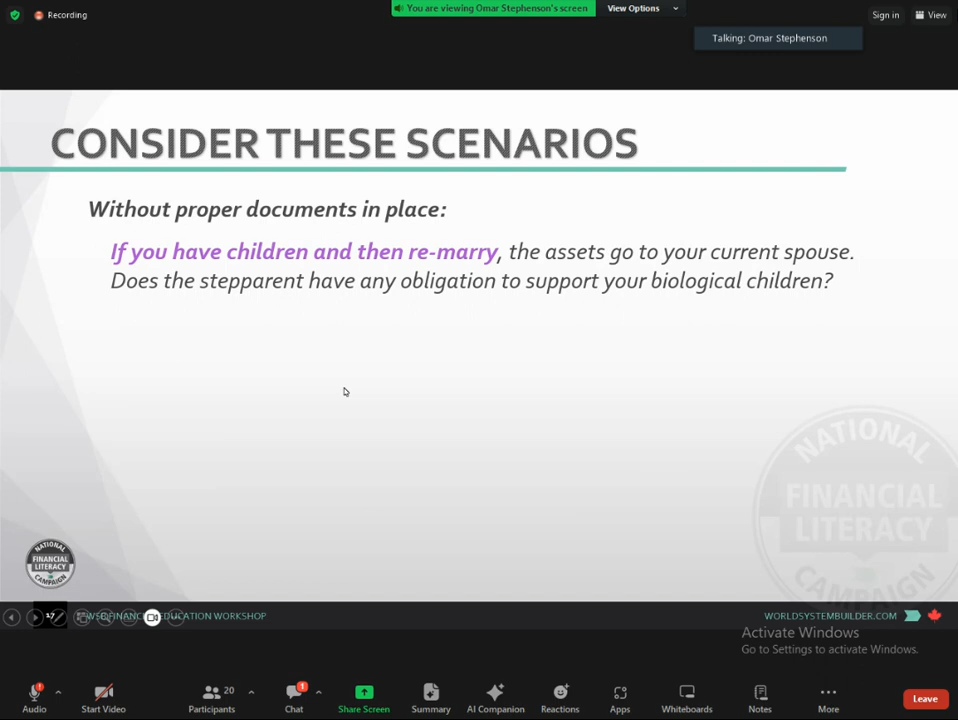 Recording
You are viewing Omar Stephenson's screen
View Options
Sign in
View
Talking: Omar Stephenson
CONSIDER THESE SCENARIOS
Without proper documents in place:
If you have children and then re-marry, the assets go to your current spouse.
Does the stepparent have any obligation to support your biological children?
NATIONAL
FINANCIAL
LITERACY
CAMPAIGN
NATIONAL
FINANCIAL
LITERACY
CAMPAIGN
17
EDUCATION WORKSHOP
WORLDSYSTEMBUILDER.COM
Activate Windows
Go to Settings to activate Windows.
20
1
Audio
Start Video
Participants
Chat
Share Screen
Summary
AI Companion
Reactions
Apps
Whiteboards
Notes
More
Leave